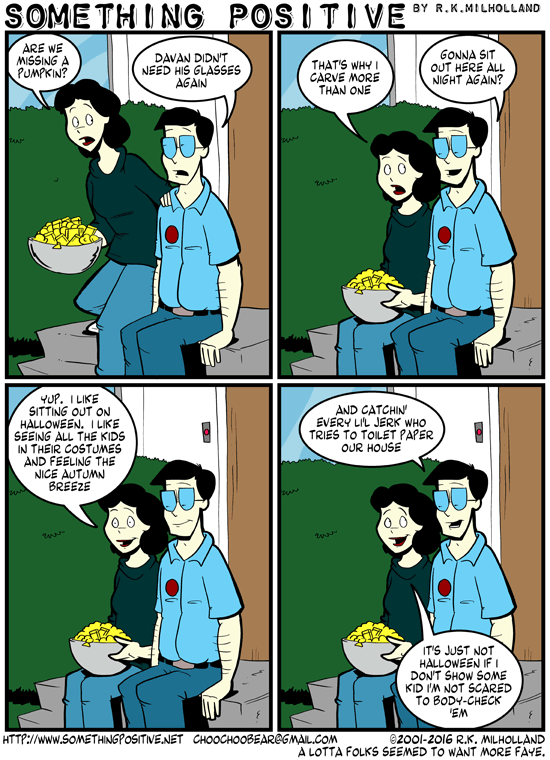 SOMETHING POSITIVE BY R.K.MILHOLLAND
ARE WE
MISSING A
PUMPKIN?
DAVAN DIDN'T
NEED HIS GLASSES
AGAIN
THAT'S WHY I
CARVE MORE
THAN ONE
GONNA SIT
OUT HERE ALL
NIGHT AGAIN?
YUP. I LIKE
SITTING OUT ON
HALLOWEEN. I LIKE
SEEING ALL THE KIDS
IN THEIR COSTUMES
AND FEELING THE
NICE AUTUMN
BREEZE
AND CATCHIN'
EVERY LI'L JERK WHO
TRIES TO TOILET PAPER
OUR HOUSE
IT'S JUST NOT
HALLOWEEN IF I
DON'T SHOW SOME
KID I'M NOT SCARED
TO BODY-CHECK
'EM
HTTP://WWW.SOMETHINGPOSITIVE.NET CHOOCHOOBEAR@GMAIL.COM ©2001-2016 R.K. MILHOLLAND
A LOTTA FOLKS SEEMED TO WANT MORE FAYE.